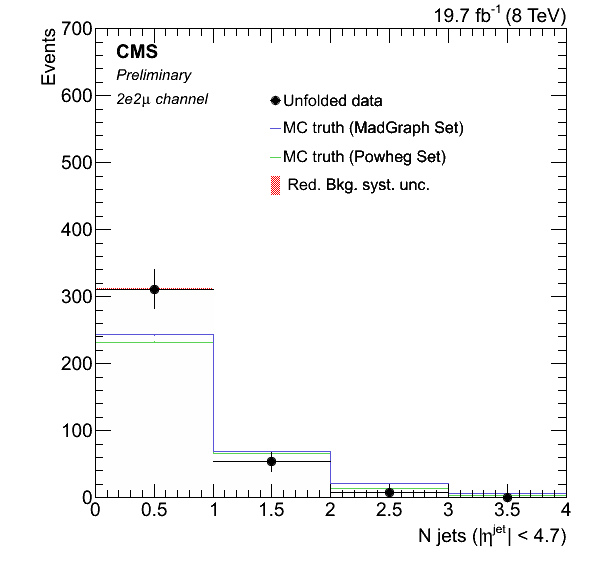 19.7 fb⁻¹ (8 TeV)
Events
700
600
500
400
300
200
100
0
CMS
Preliminary
2e2μ channel
Unfolded data
MC truth (MadGraph Set)
MC truth (Powheg Set)
Red. Bkg. syst. unc.
0 0.5 1 1.5 2 2.5 3 3.5 4
N jets (|η^jet| < 4.7)